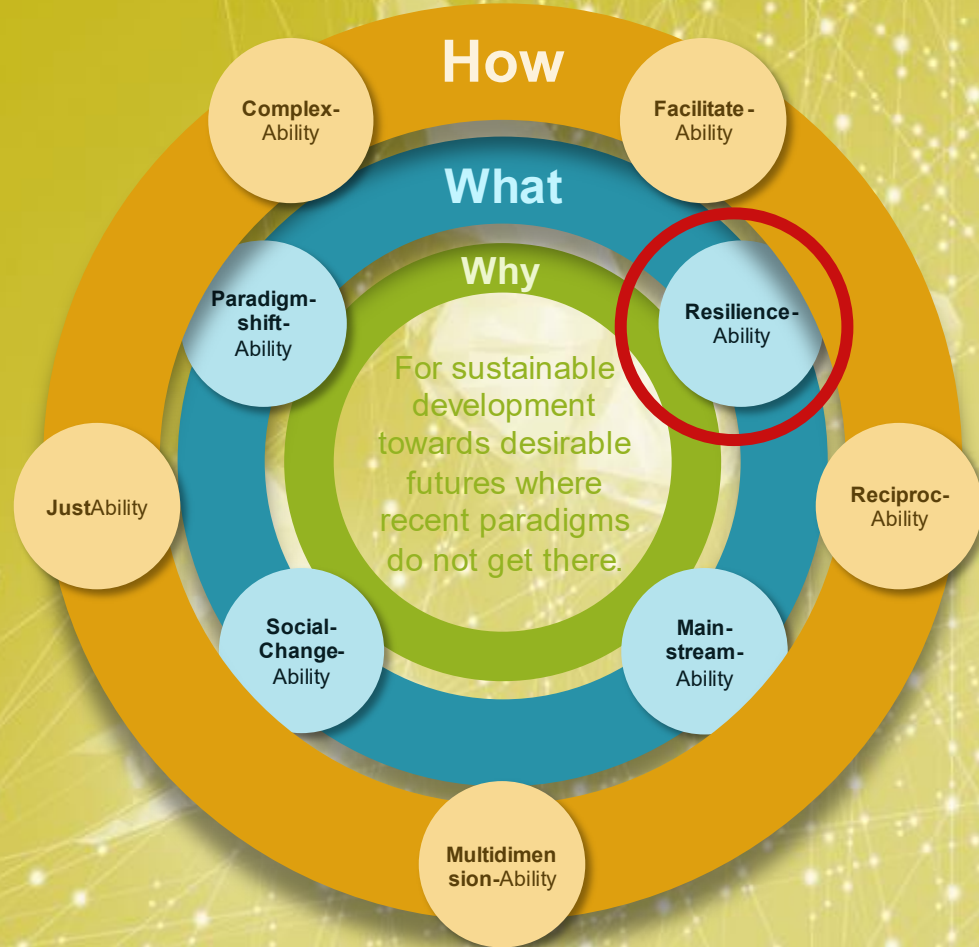 How
Complex-
Ability
Facilitate-
Ability
What
Why
Paradigm-
shift-
Ability
Resilience-
Ability
For sustainable
development
towards desirable
futures where
recent paradigms
do not get there.
JustAbility
Reciproc-
Ability
Social-
Change-
Ability
Main-
stream-
Ability
Multidimen
sion-Ability